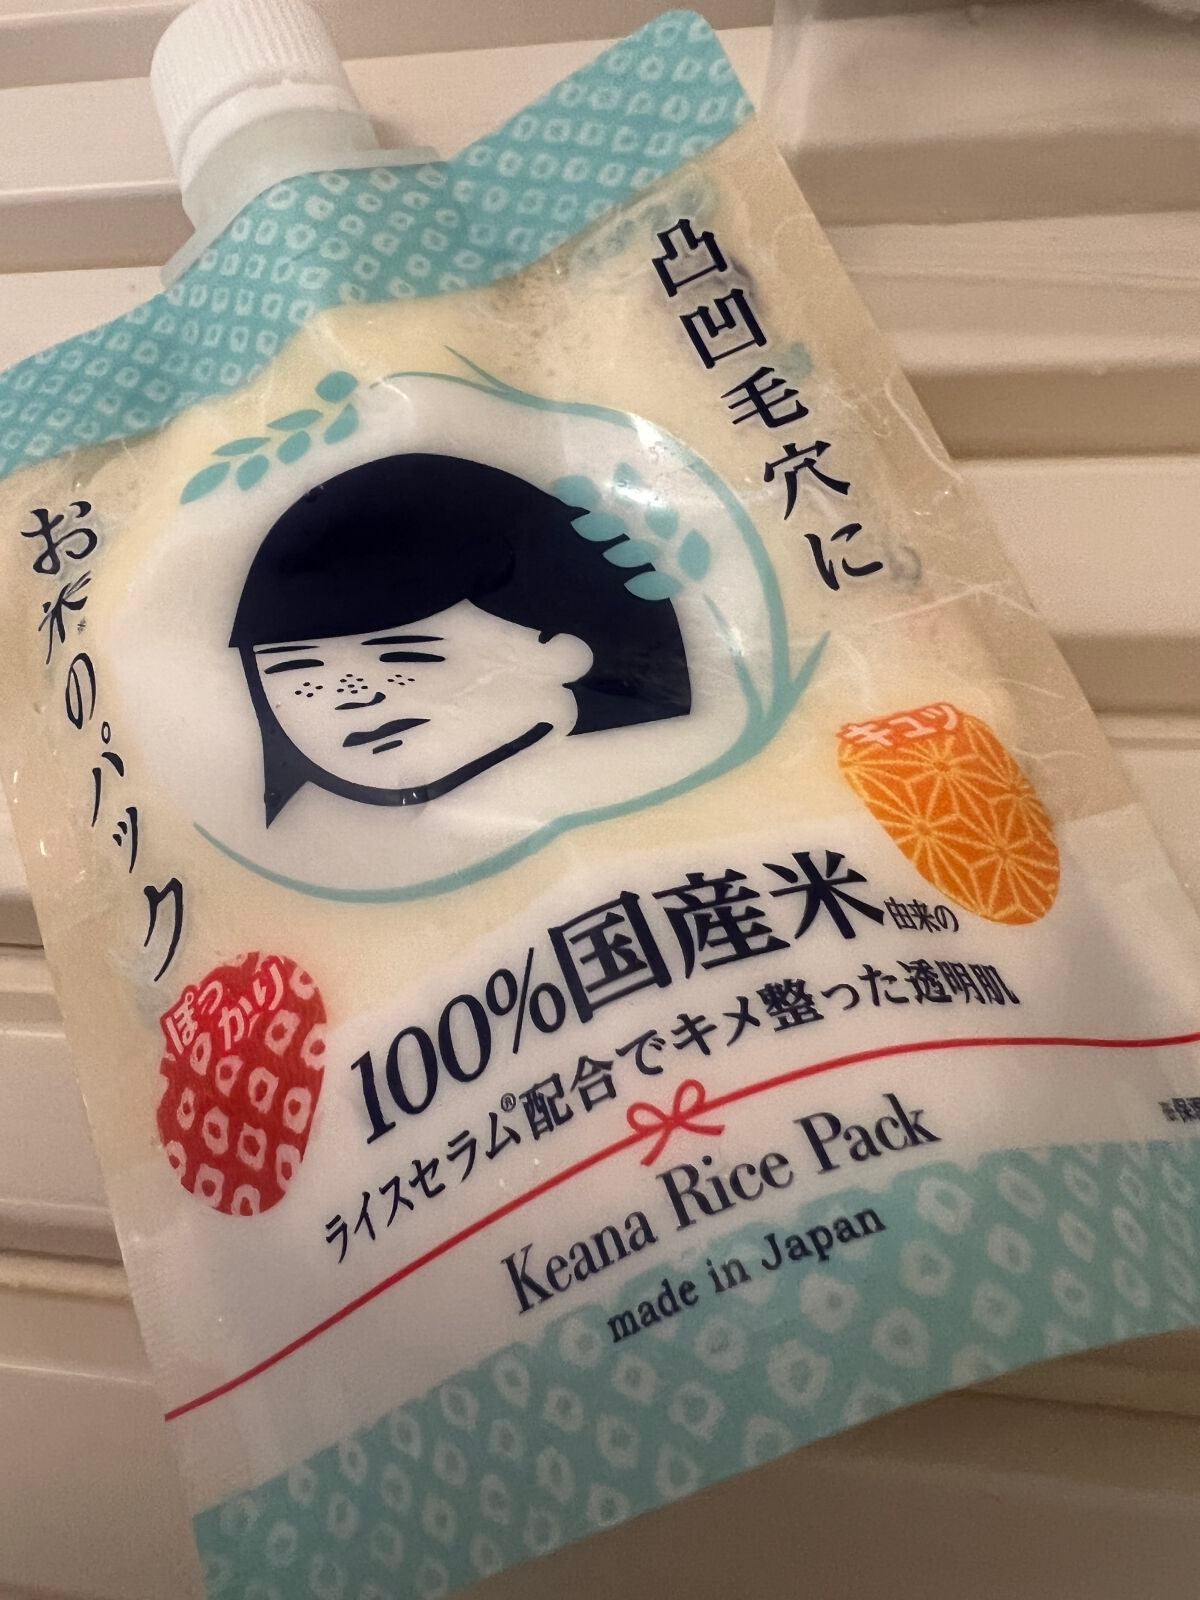 凸凹毛穴に
お米のパック
キュッ
ぽっかり
100%国産米由来の
ライスセラム®配合でキメ整った透明肌
Keana Rice Pack
made in Japan